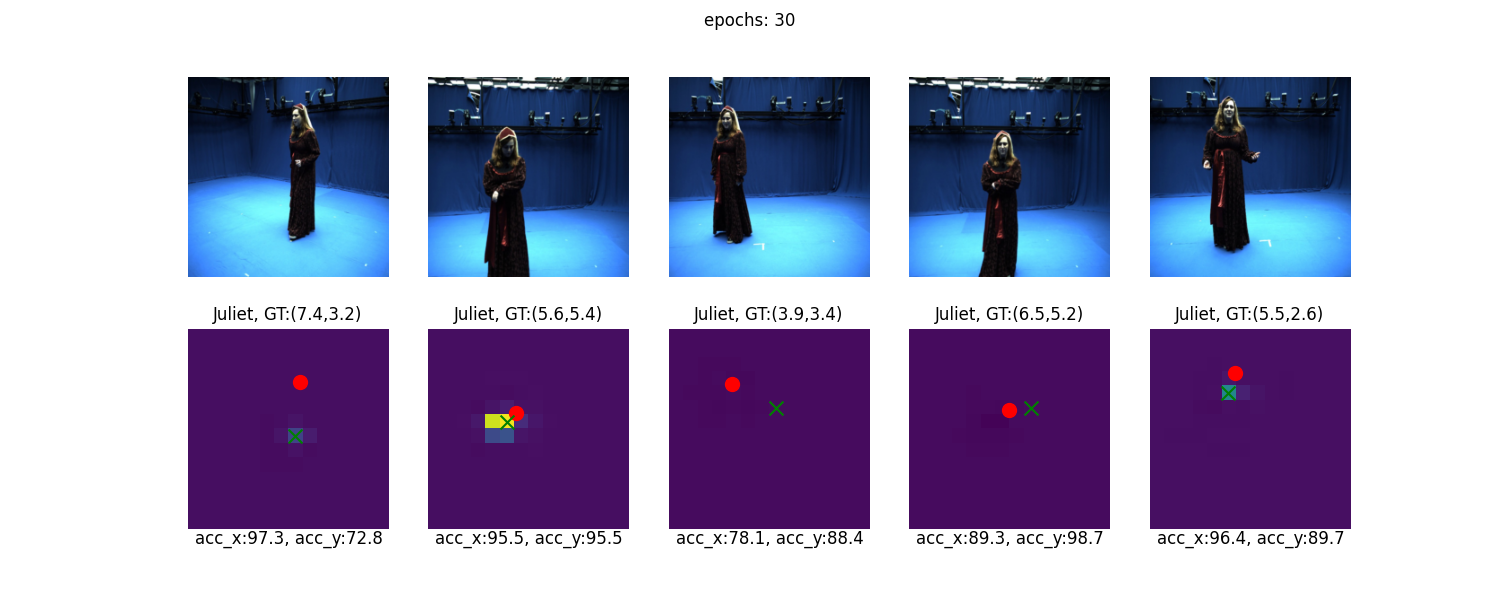 epochs: 30
Juliet, GT:(7.4,3.2)
Juliet, GT:(5.6,5.4)
Juliet, GT:(3.9,3.4)
Juliet, GT:(6.5,5.2)
Juliet, GT:(5.5,2.6)
acc_x:97.3, acc_y:72.8
acc_x:95.5, acc_y:95.5
acc_x:78.1, acc_y:88.4
acc_x:89.3, acc_y:98.7
acc_x:96.4, acc_y:89.7